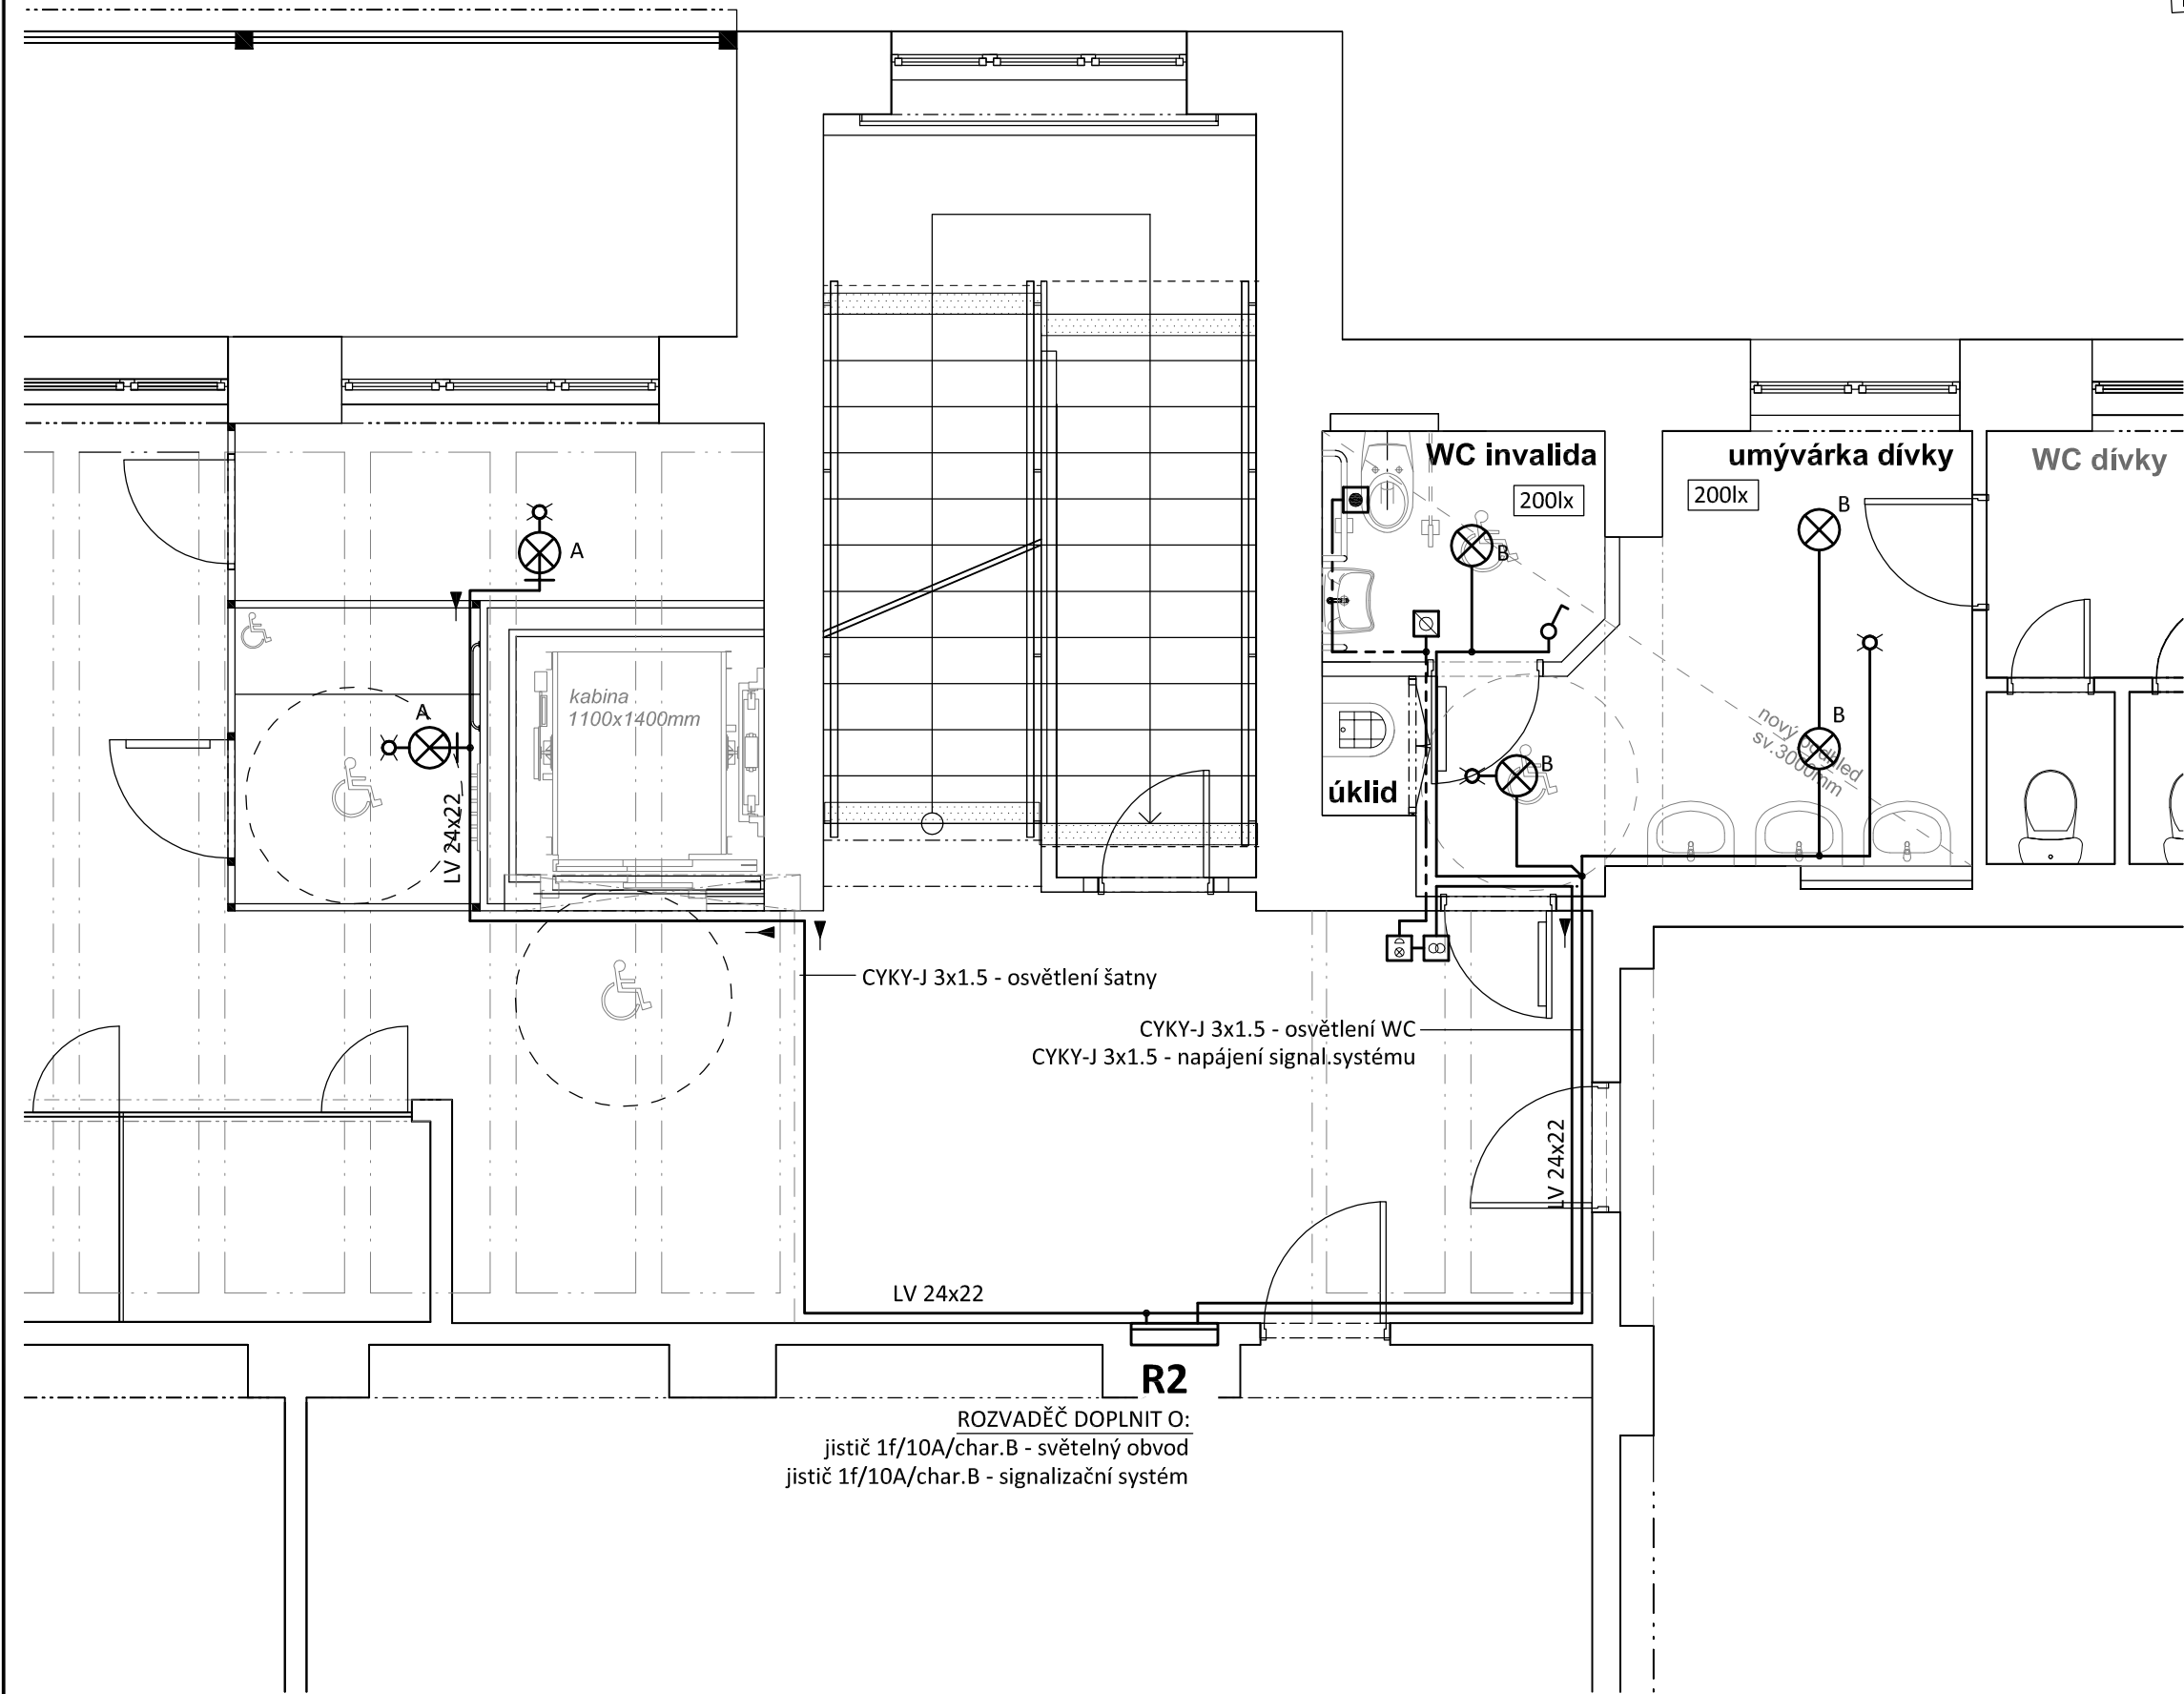 WC invalida
umývárka dívky
WC dívky
200lx
200lx
B
B
A
B
kabina
1100x1400mm
A
B
nový podhled
sv.3000mm
B
úklid
LV 24x22
CYKY-J 3x1.5 - osvětlení šatny
CYKY-J 3x1.5 - osvětlení WC
CYKY-J 3x1.5 - napájení signal.systému
LV 24x22
LV 24x22
R2
ROZVADĚČ DOPLNIT O:
jistič 1f/10A/char.B - světelný obvod
jistič 1f/10A/char.B - signalizační systém